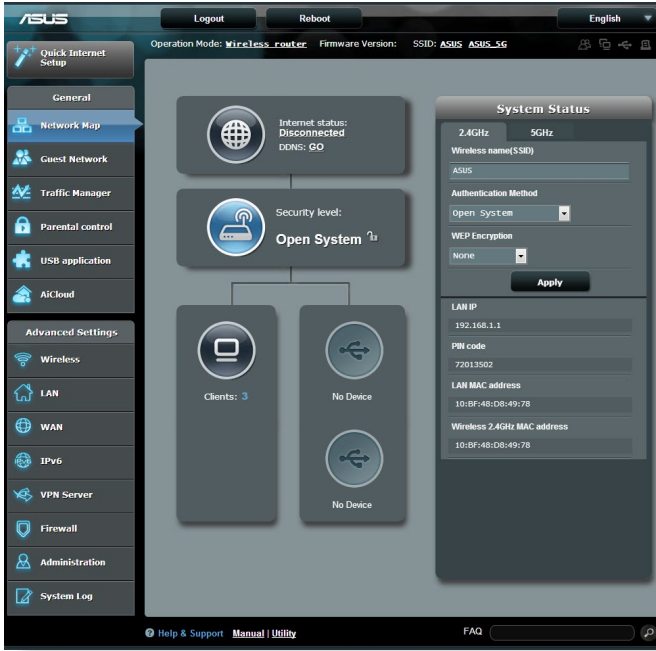 ASUS
Logout Reboot English
Operation Mode: Wireless router Firmware Version: SSID: ASUS ASUS_5G
Quick Internet
Setup
General
Network Map
Guest Network
Traffic Manager
Parental control
USB application
AiCloud
Advanced Settings
Wireless
LAN
WAN
IPv6
VPN Server
Firewall
Administration
System Log
Internet status:
Disconnected
DDNS: GO
Security level:
Open System
Clients: 3
No Device
No Device
System Status
2.4GHz 5GHz
Wireless name(SSID)
ASUS
Authentication Method
Open System
WEP Encryption
None
Apply
LAN IP
192.168.1.1
PIN code
72013502
LAN MAC address
10:BF:48:D8:49:78
Wireless 2.4GHz MAC address
10:BF:48:D8:49:78
Help & Support Manual | Utility FAQ